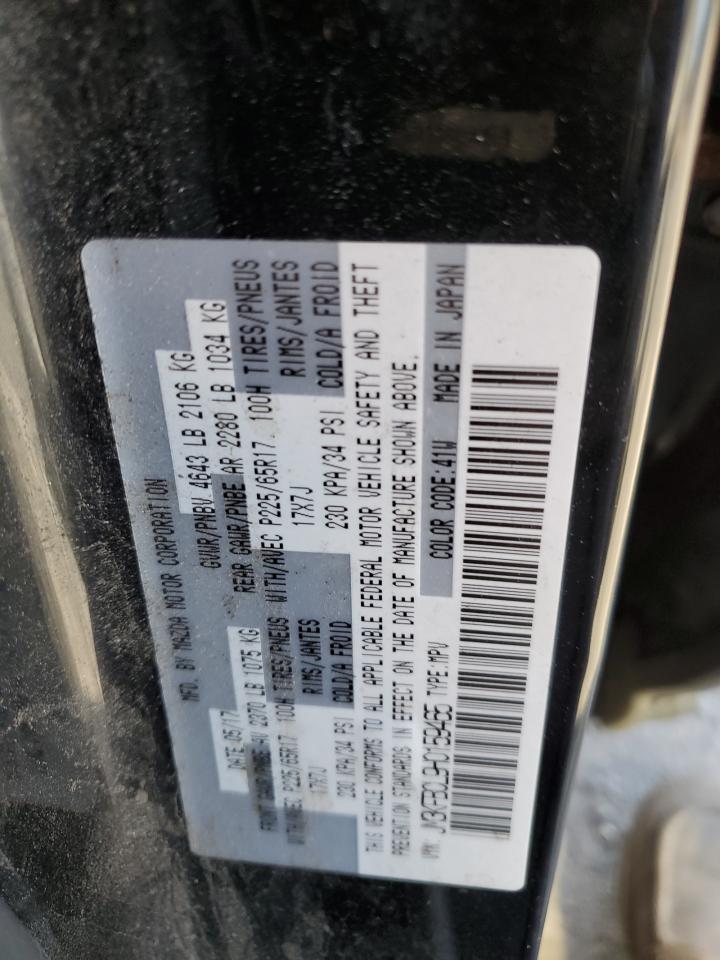 MFD. BY MAZDA MOTOR CORPORATION
DATE 05/17 GVWR/PNBV 4643 LB 2106 KG
FRONT GAWR/PNBE AV 2370 LB 1075 KG REAR GAWR/PNBE AR 2280 LB 1034 KG
WITH/AVEC P225/65R17 100H TIRES/PNEUS WITH/AVEC P225/65R17 100H TIRES/PNEUS
17X7J RIMS/JANTES 17X7J RIMS/JANTES
230 KPA/34 PSI COLD/A FROID 230 KPA/34 PSI COLD/A FROID
THIS VEHICLE CONFORMS TO ALL APPLICABLE FEDERAL MOTOR VEHICLE SAFETY AND THEFT
PREVENTION STANDARDS IN EFFECT ON THE DATE OF MANUFACTURE SHOWN ABOVE.
COLOR CODE:41W MADE IN JAPAN
VIN: JM3KFBCL9H0159465 TYPE:MPV